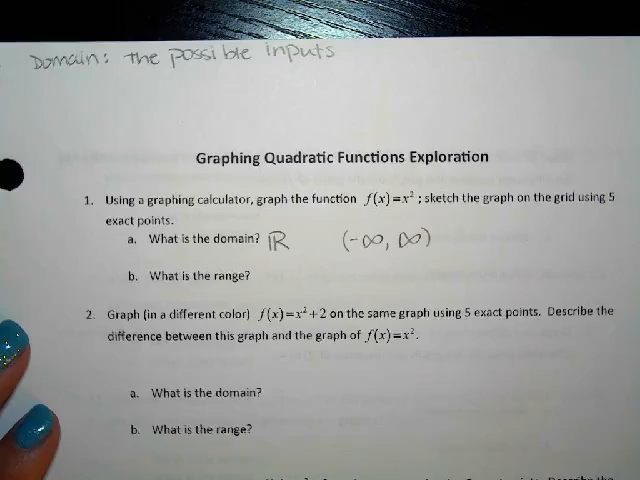 Domain: the possible inputs
Graphing Quadratic Functions Exploration
1. Using a graphing calculator, graph the function f(x)=x² ; sketch the graph on the grid using 5
exact points.
a. What is the domain? ℝ (-∞, ∞)
b. What is the range?
2. Graph (in a different color) f(x)=x²+2 on the same graph using 5 exact points. Describe the
difference between this graph and the graph of f(x)=x².
a. What is the domain?
b. What is the range?